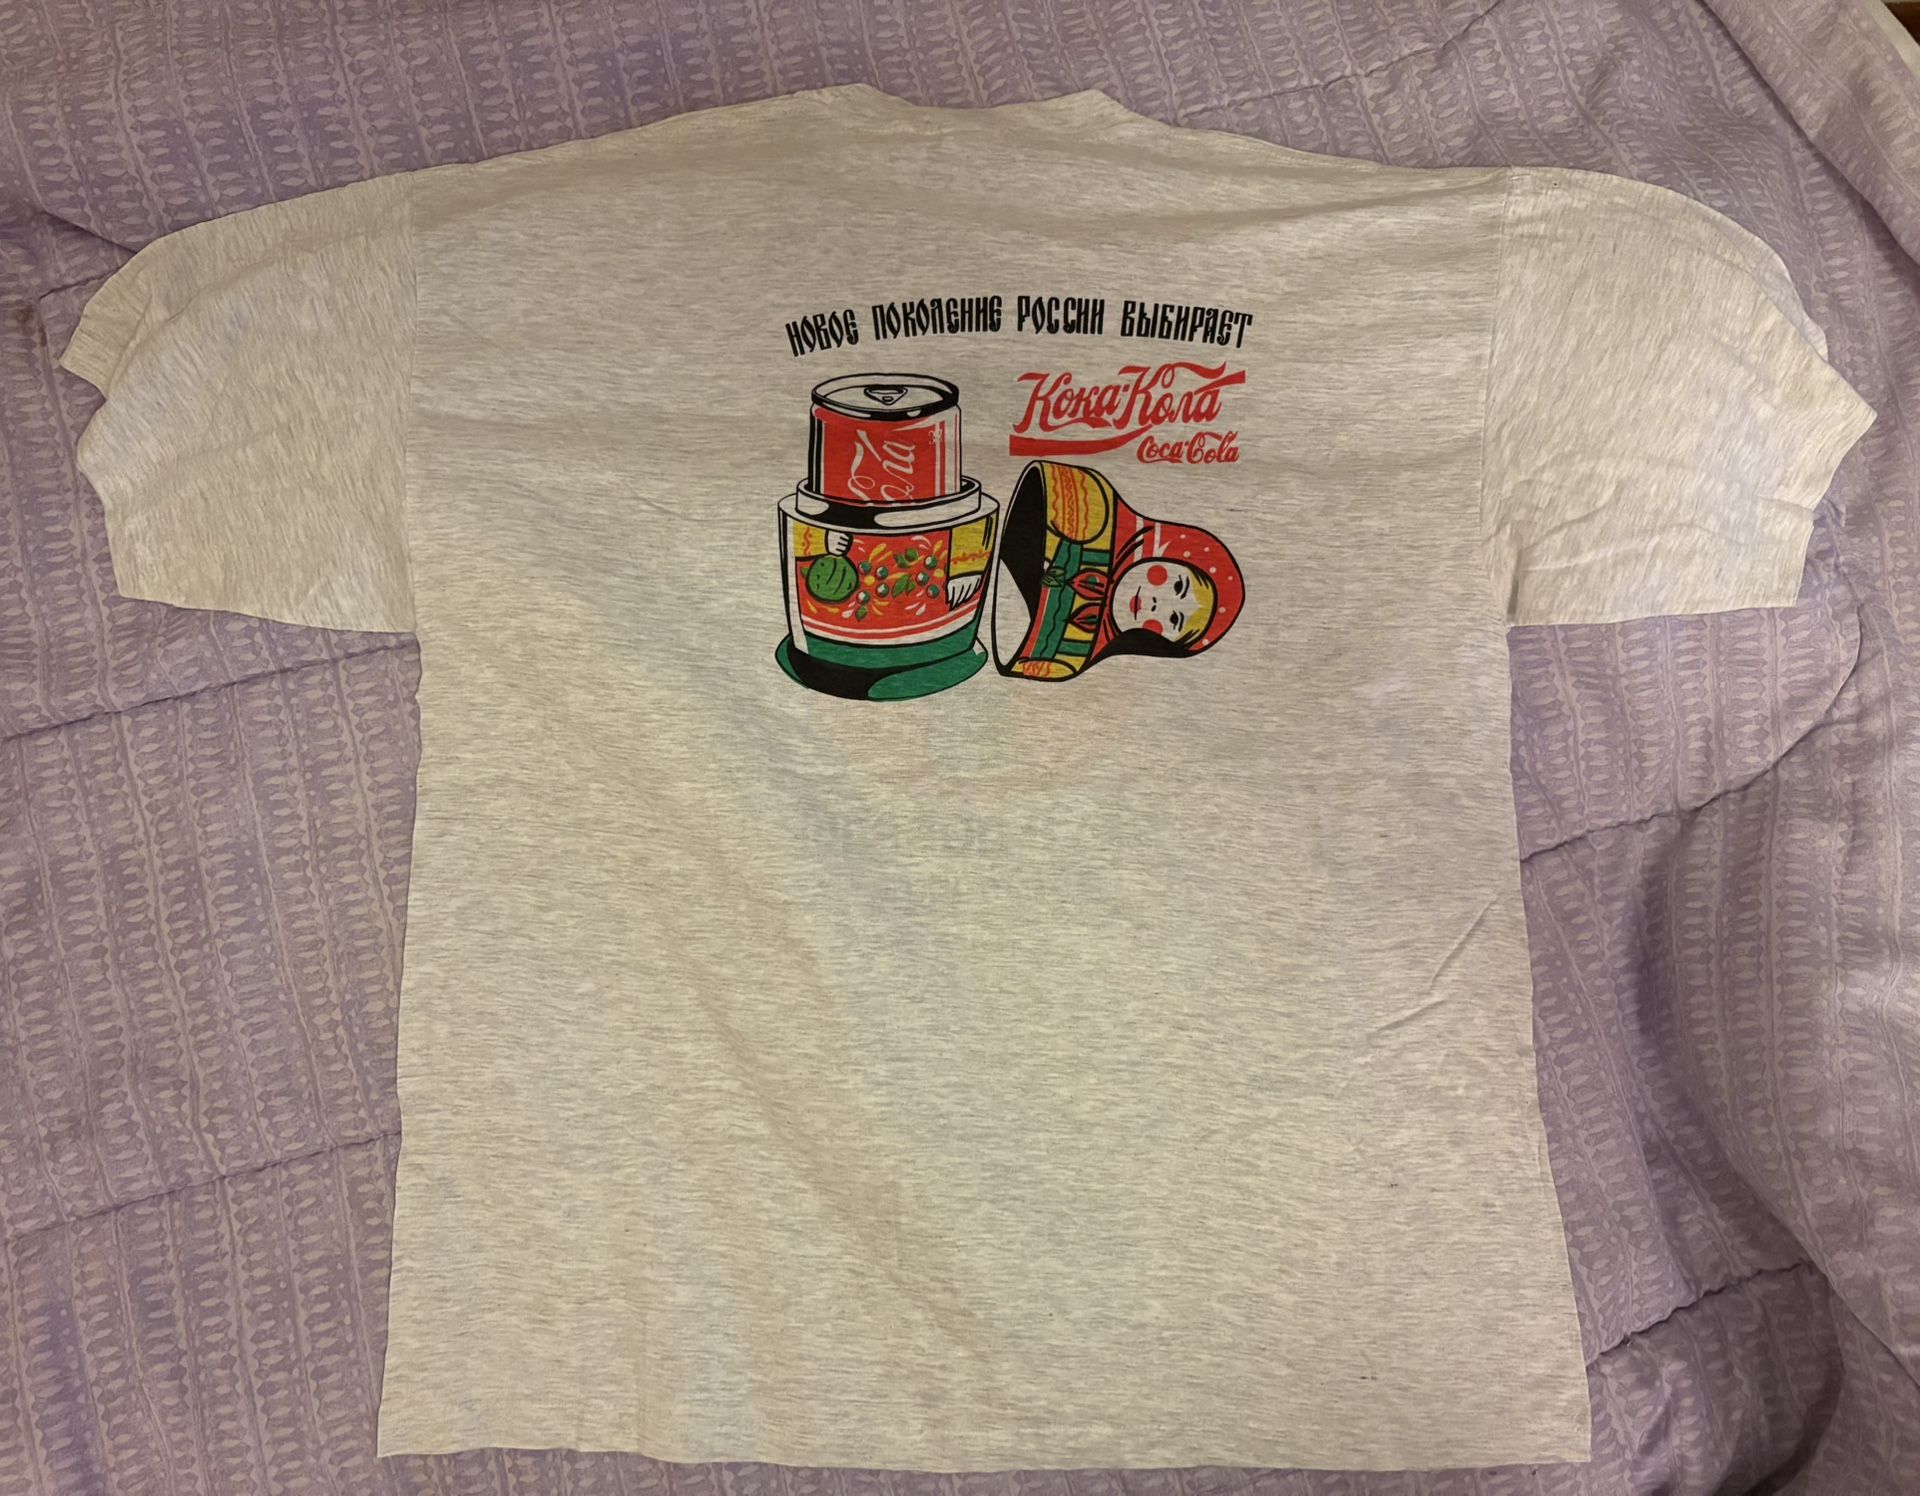 НОВОЕ ПОКОЛЕНИЕ РОССИИ ВЫБИРАЕТ
Кока-Кола
Coca-Cola